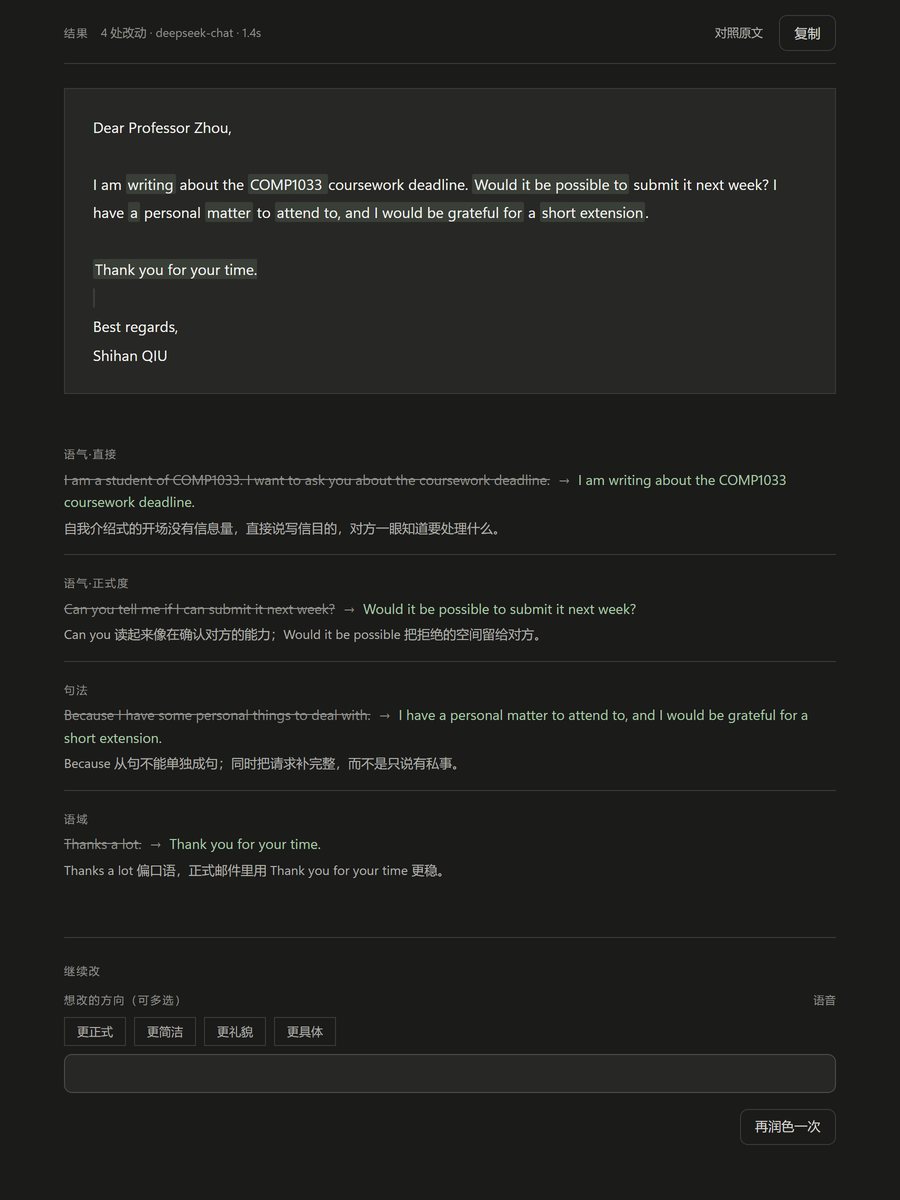 结果 4 处改动 · deepseek-chat · 1.4s 对照原文 复制
Dear Professor Zhou,
I am writing about the COMP1033 coursework deadline. Would it be possible to submit it next week? I
have a personal matter to attend to, and I would be grateful for a short extension.
Thank you for your time.
Best regards,
Shihan QIU
语气·直接
I am a student of COMP1033. I want to ask you about the coursework deadline. → I am writing about the COMP1033
coursework deadline.
自我介绍式的开场没有信息量，直接说写信目的，对方一眼知道要处理什么。
语气·正式度
Can you tell me if I can submit it next week? → Would it be possible to submit it next week?
Can you 读起来像在确认对方的能力；Would it be possible 把拒绝的空间留给对方。
句法
Because I have some personal things to deal with. → I have a personal matter to attend to, and I would be grateful for a
short extension.
Because 从句不能单独成句；同时把请求补完整，而不是只说有私事。
语域
Thanks a lot. → Thank you for your time.
Thanks a lot 偏口语，正式邮件里用 Thank you for your time 更稳。
继续改
想改的方向（可多选） 语音
更正式 更简洁 更礼貌 更具体
再润色一次